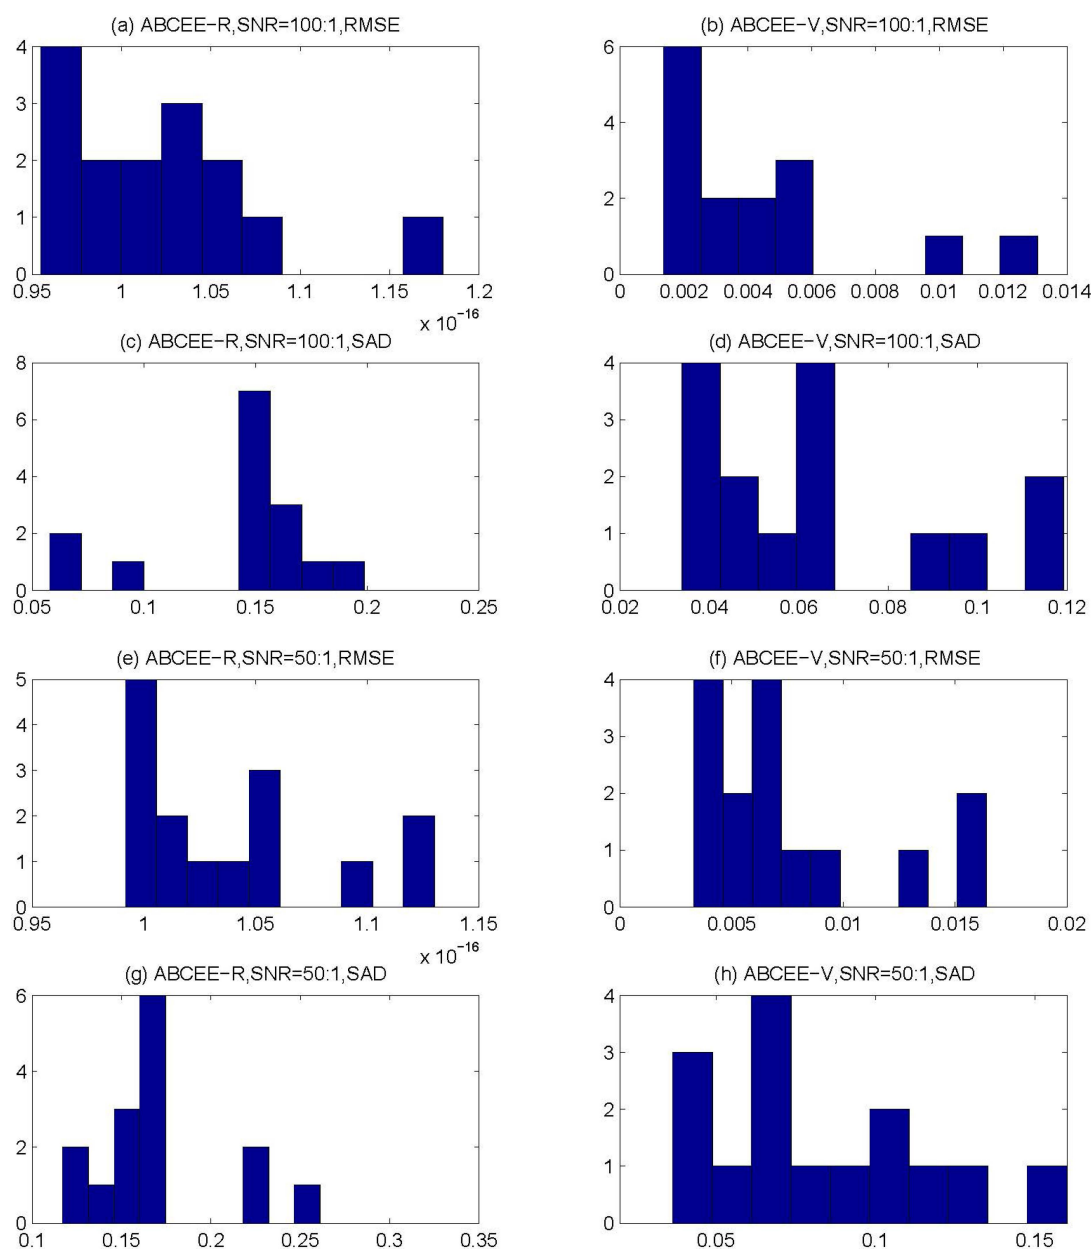 (a) ABCEE−R,SNR=100:1,RMSE
4
3
2
1
0
0.95 1 1.05 1.1 1.15 1.2
x 10−16
(b) ABCEE−V,SNR=100:1,RMSE
6
4
2
0
0 0.002 0.004 0.006 0.008 0.01 0.012 0.014
(c) ABCEE−R,SNR=100:1,SAD
8
6
4
2
0
0.05 0.1 0.15 0.2 0.25
(d) ABCEE−V,SNR=100:1,SAD
4
3
2
1
0
0.02 0.04 0.06 0.08 0.1 0.12
(e) ABCEE−R,SNR=50:1,RMSE
5
4
3
2
1
0
0.95 1 1.05 1.1 1.15
x 10−16
(f) ABCEE−V,SNR=50:1,RMSE
4
3
2
1
0
0 0.005 0.01 0.015 0.02
(g) ABCEE−R,SNR=50:1,SAD
6
4
2
0
0.1 0.15 0.2 0.25 0.3 0.35
(h) ABCEE−V,SNR=50:1,SAD
4
3
2
1
0
0.05 0.1 0.15